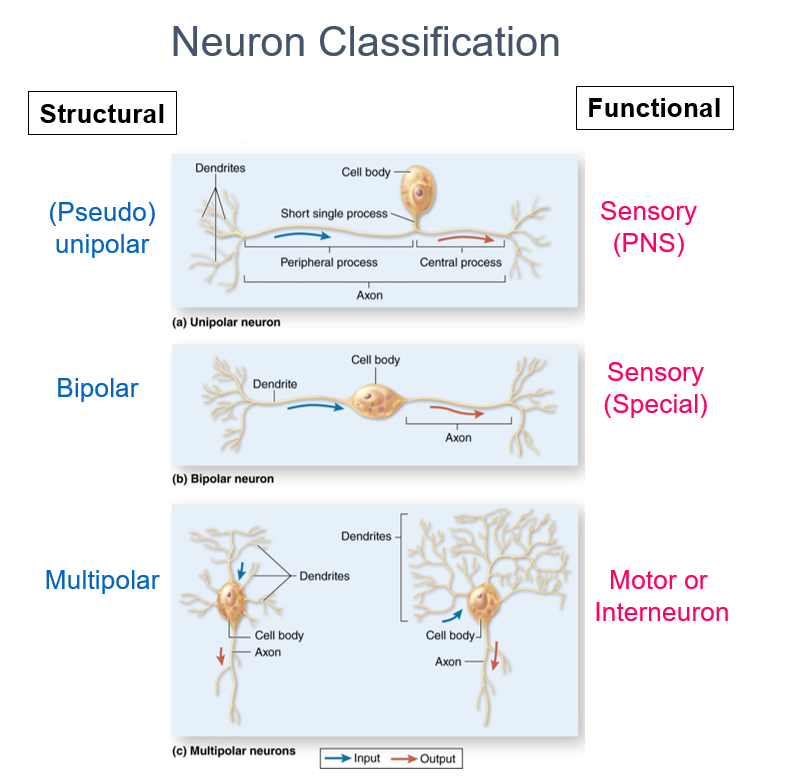 Neuron Classification
Structural
Functional
(Pseudo)
unipolar
Dendrites
Cell body
Short single process
Peripheral process
Central process
Axon
(a) Unipolar neuron
Sensory
(PNS)
Bipolar
Cell body
Dendrite
Axon
(b) Bipolar neuron
Sensory
(Special)
Multipolar
Dendrites
Cell body
Axon
Dendrites
Cell body
Axon
(c) Multipolar neurons
Input
Output
Motor or
Interneuron